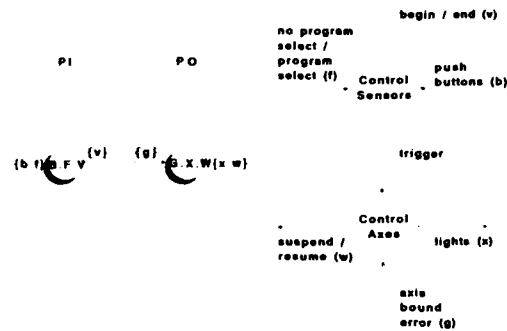 PI
PO
{b f}
.F V
{v}
{g}
G.X.W{x w}
begin / end (v)
no program
select /
program
select (f)
Control
Sensors
push
buttons (b)
trigger
Control
Axes
suspend /
resume (w)
lights (x)
axis
bound
error (g)